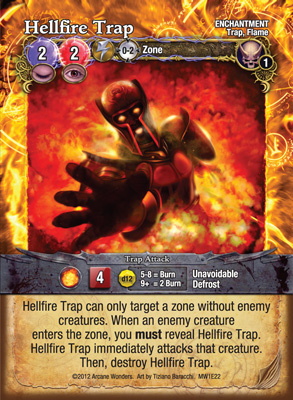 Hellfire Trap
ENCHANTMENT
Trap, Flame
2 2 0-2 Zone
1
Trap Attack
4 d12 5-8 = Burn
9+ = 2 Burn
Unavoidable
Defrost
Hellfire Trap can only target a zone without enemy
creatures. When an enemy creature
enters the zone, you must reveal Hellfire Trap.
Hellfire Trap immediately attacks that creature.
Then, destroy Hellfire Trap.
©2012 Arcane Wonders. Art by Tiziano Baracchi MW1E22